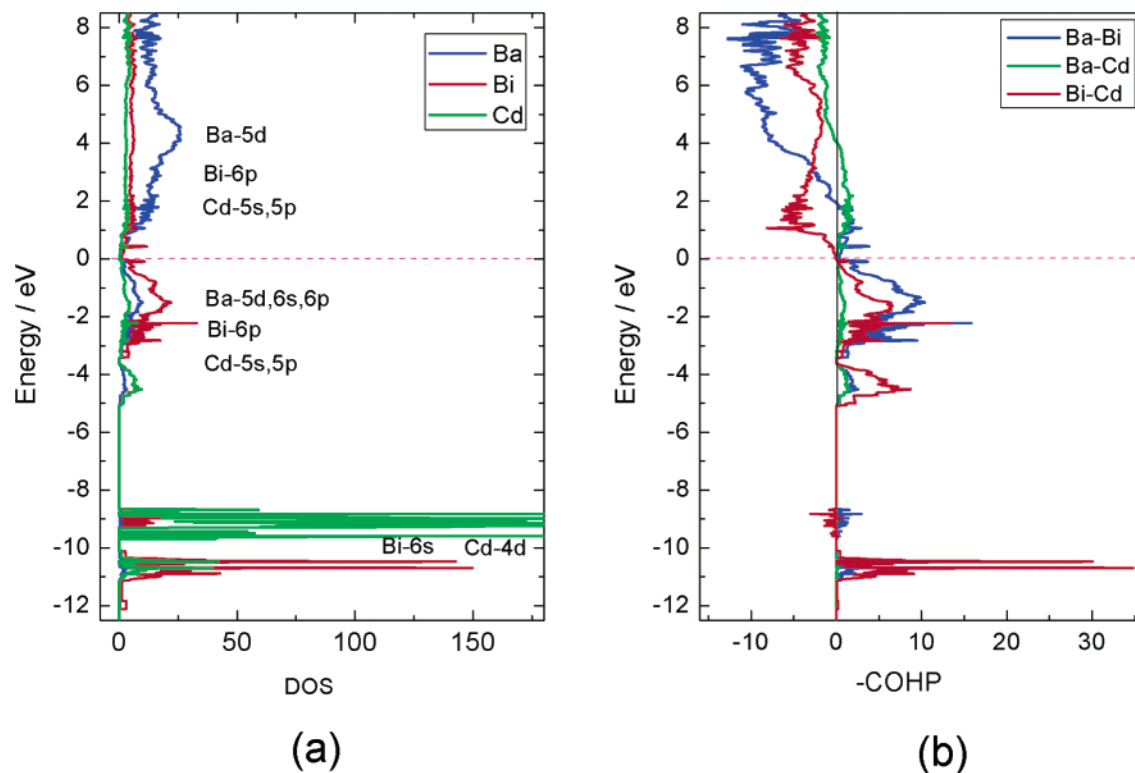 8
6
4
2
0
-2
-4
-6
-8
-10
-12
Energy / eV
Ba
Bi
Cd
Ba-5d
Bi-6p
Cd-5s,5p
Ba-5d,6s,6p
Bi-6p
Cd-5s,5p
Bi-6s Cd-4d
0 50 100 150
DOS
(a)
8
6
4
2
0
-2
-4
-6
-8
-10
-12
Energy / eV
Ba-Bi
Ba-Cd
Bi-Cd
-10 0 10 20 30
-COHP
(b)